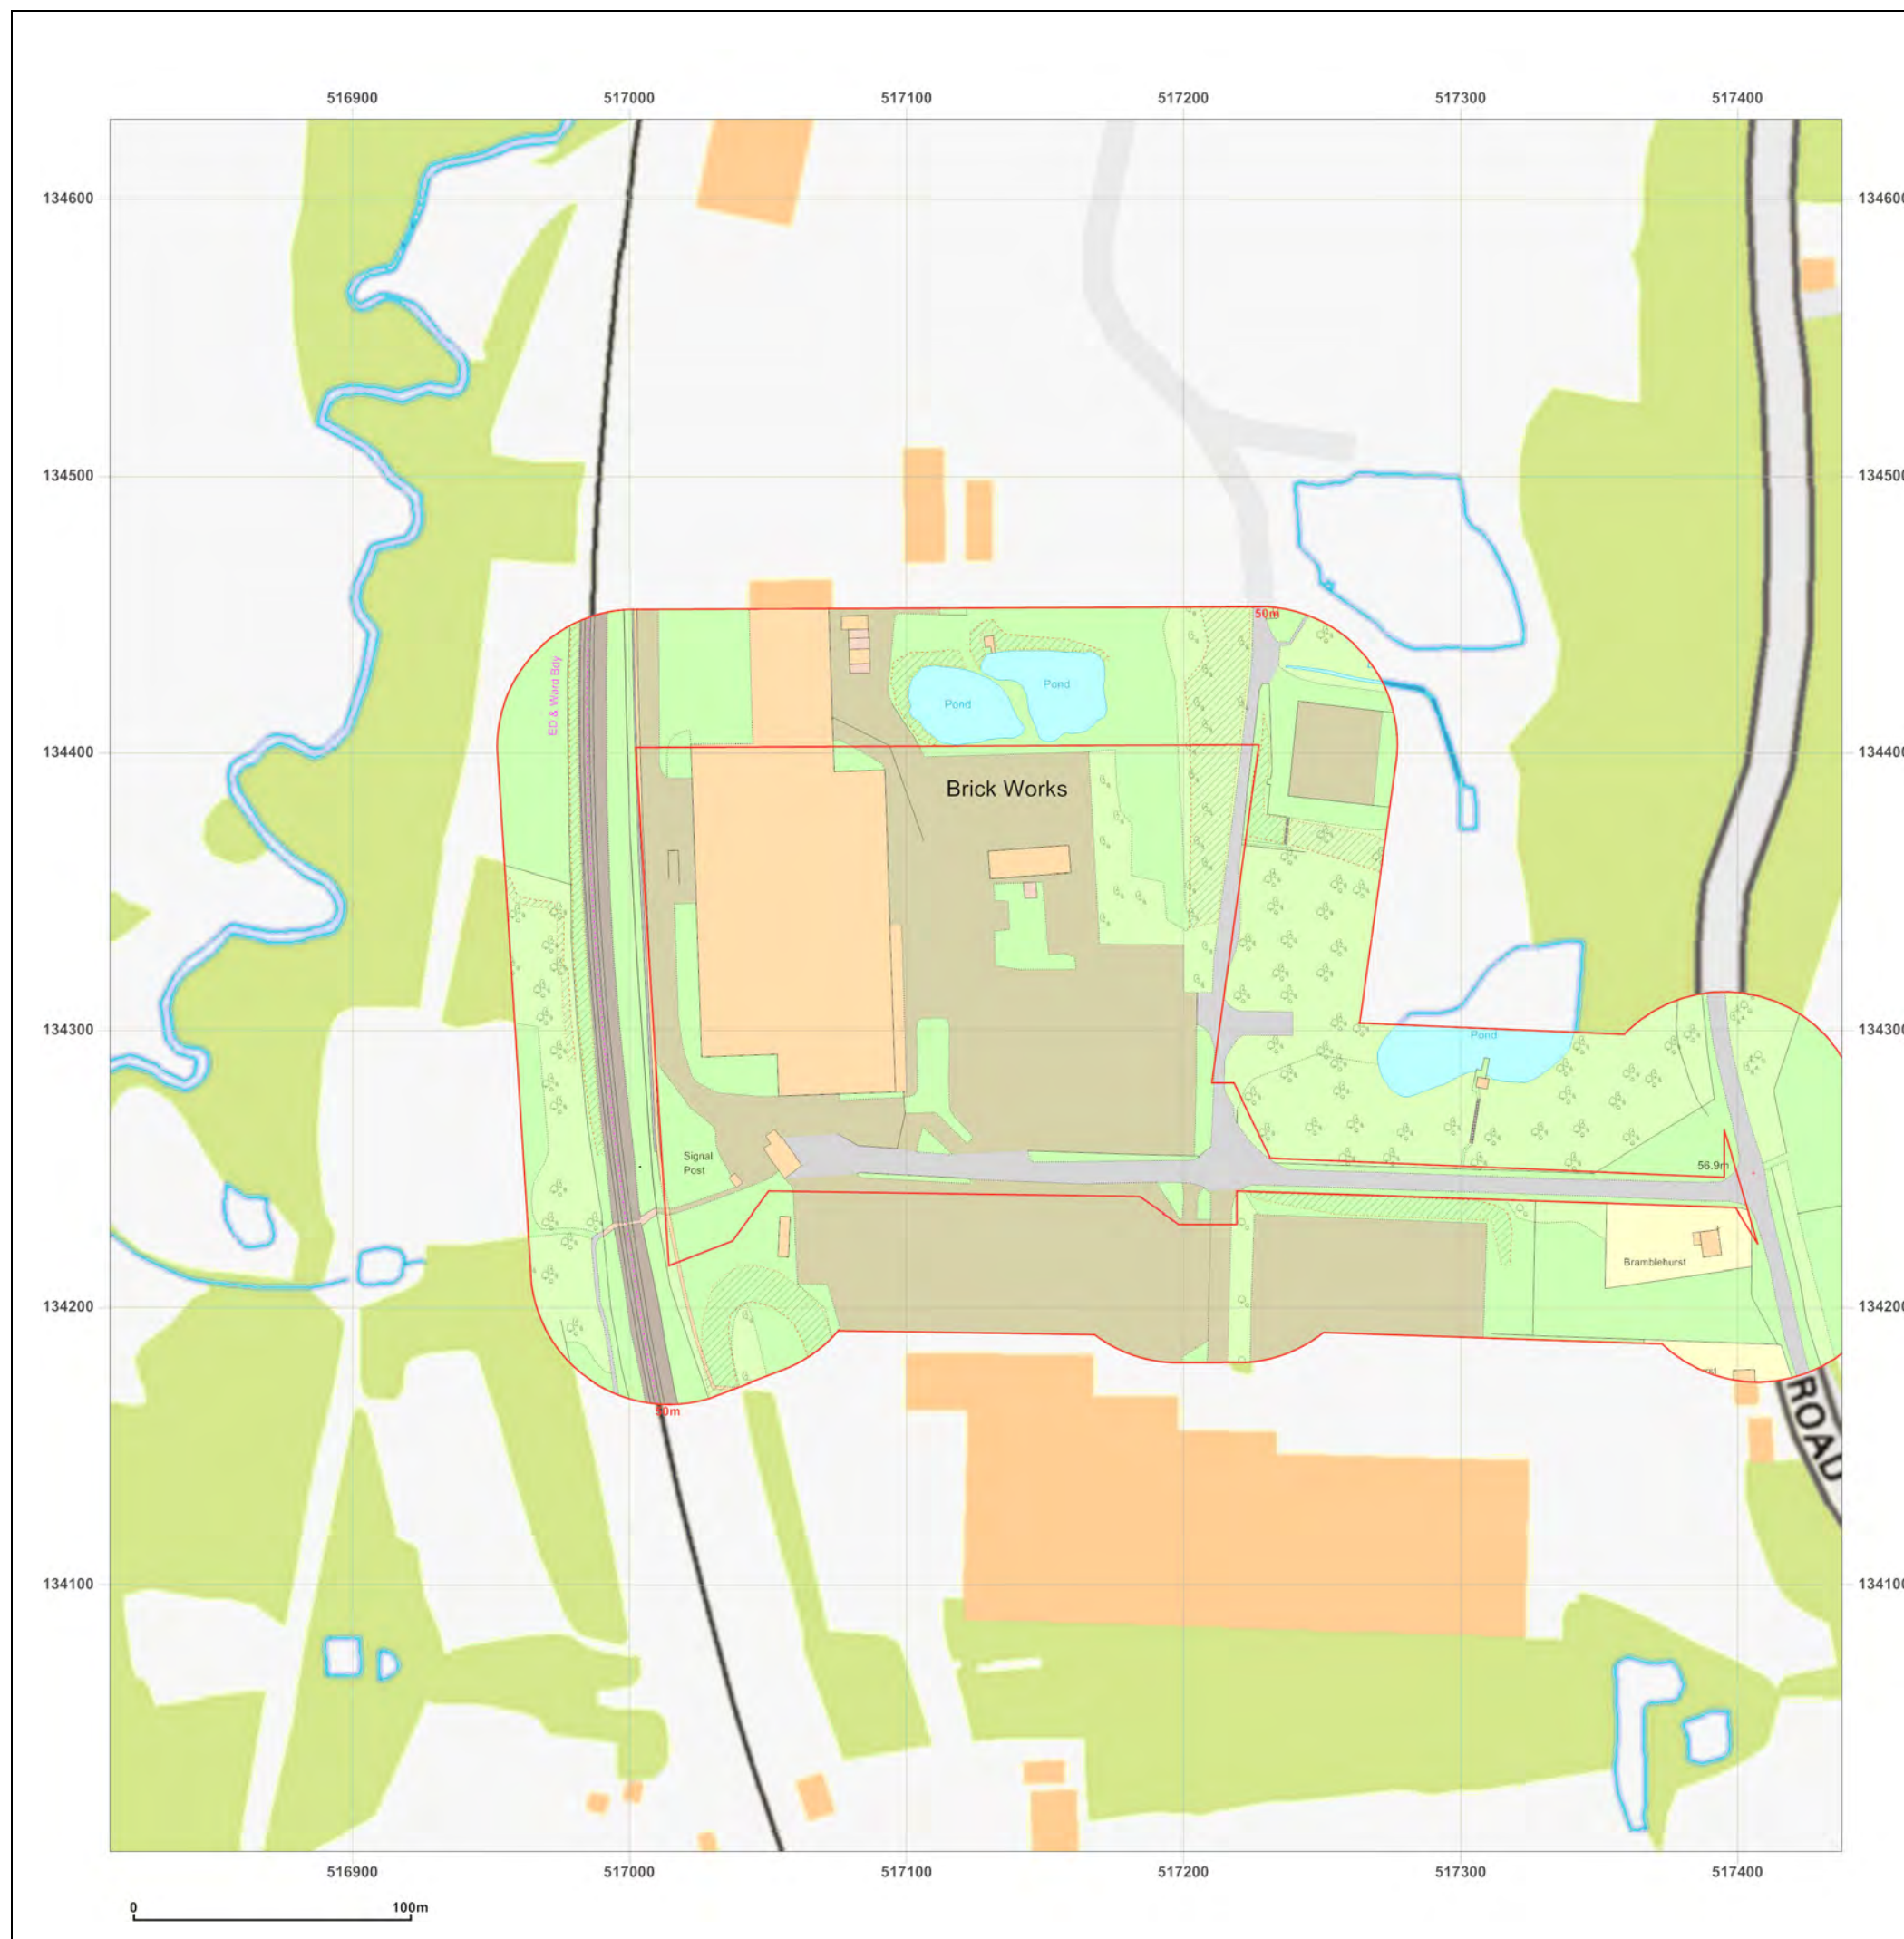 516900 517000 517100 517200 517300 517400
134600 134600
134500 134500
50m
ED & Ward Bdy
Pond Pond
134400 134400
Brick Works
134300 134300
Pond
Signal
Post
56.9m
Bramblehurst
134200 134200
50m
ROAD
134100 134100
516900 517000 517100 517200 517300 517400
0 100m